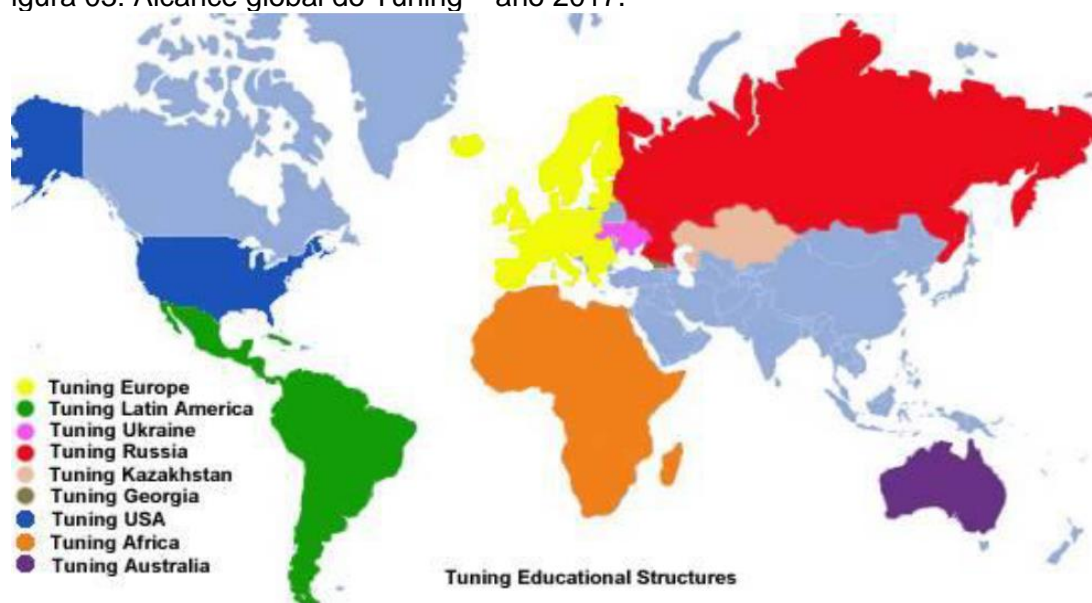 igura 03. Alcance global do Tuning – ano 2017.
Tuning Europe
Tuning Latin America
Tuning Ukraine
Tuning Russia
Tuning Kazakhstan
Tuning Georgia
Tuning USA
Tuning Africa
Tuning Australia
Tuning Educational Structures